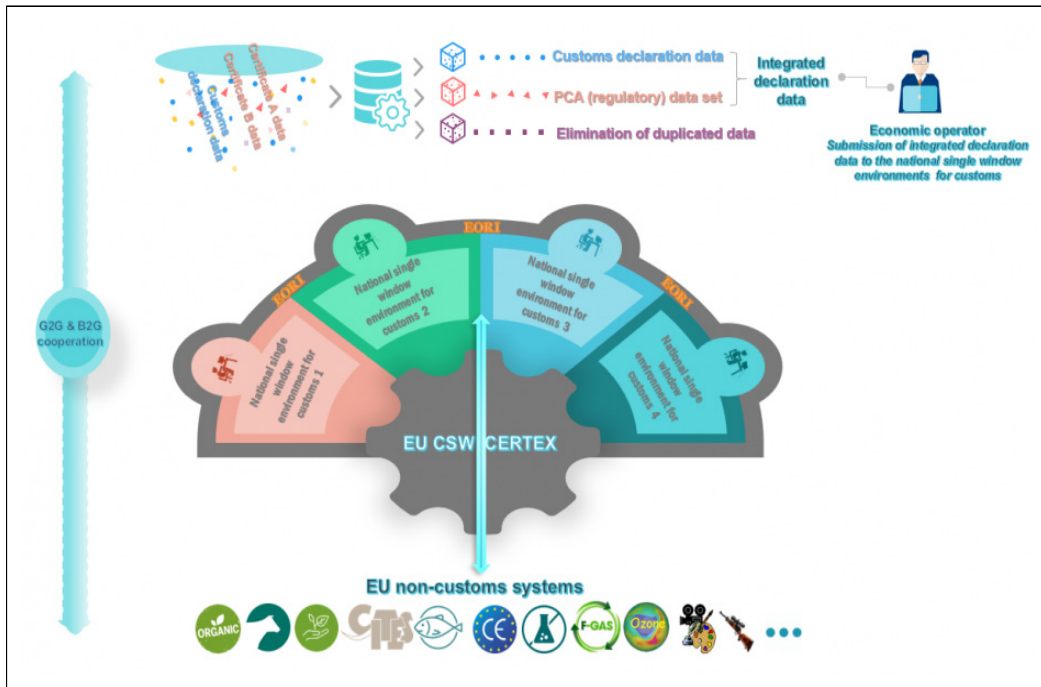 Certificate A data
Certificate B data
Customs
declaration data
Customs declaration data
PCA (regulatory) data set
Elimination of duplicated data
Integrated
declaration
data
Economic operator
Submission of integrated declaration
data to the national single window
environments for customs
G2G & B2G
cooperation
EORI
EORI
EORI
National single
window
environment for
customs 1
National single
window
environment for
customs 2
National single
window
environment for
customs 3
National single
window
environment for
customs 4
EU CSW CERTEX
EU non-customs systems
ORGANIC
CITES
CE
F-GAS
Ozone